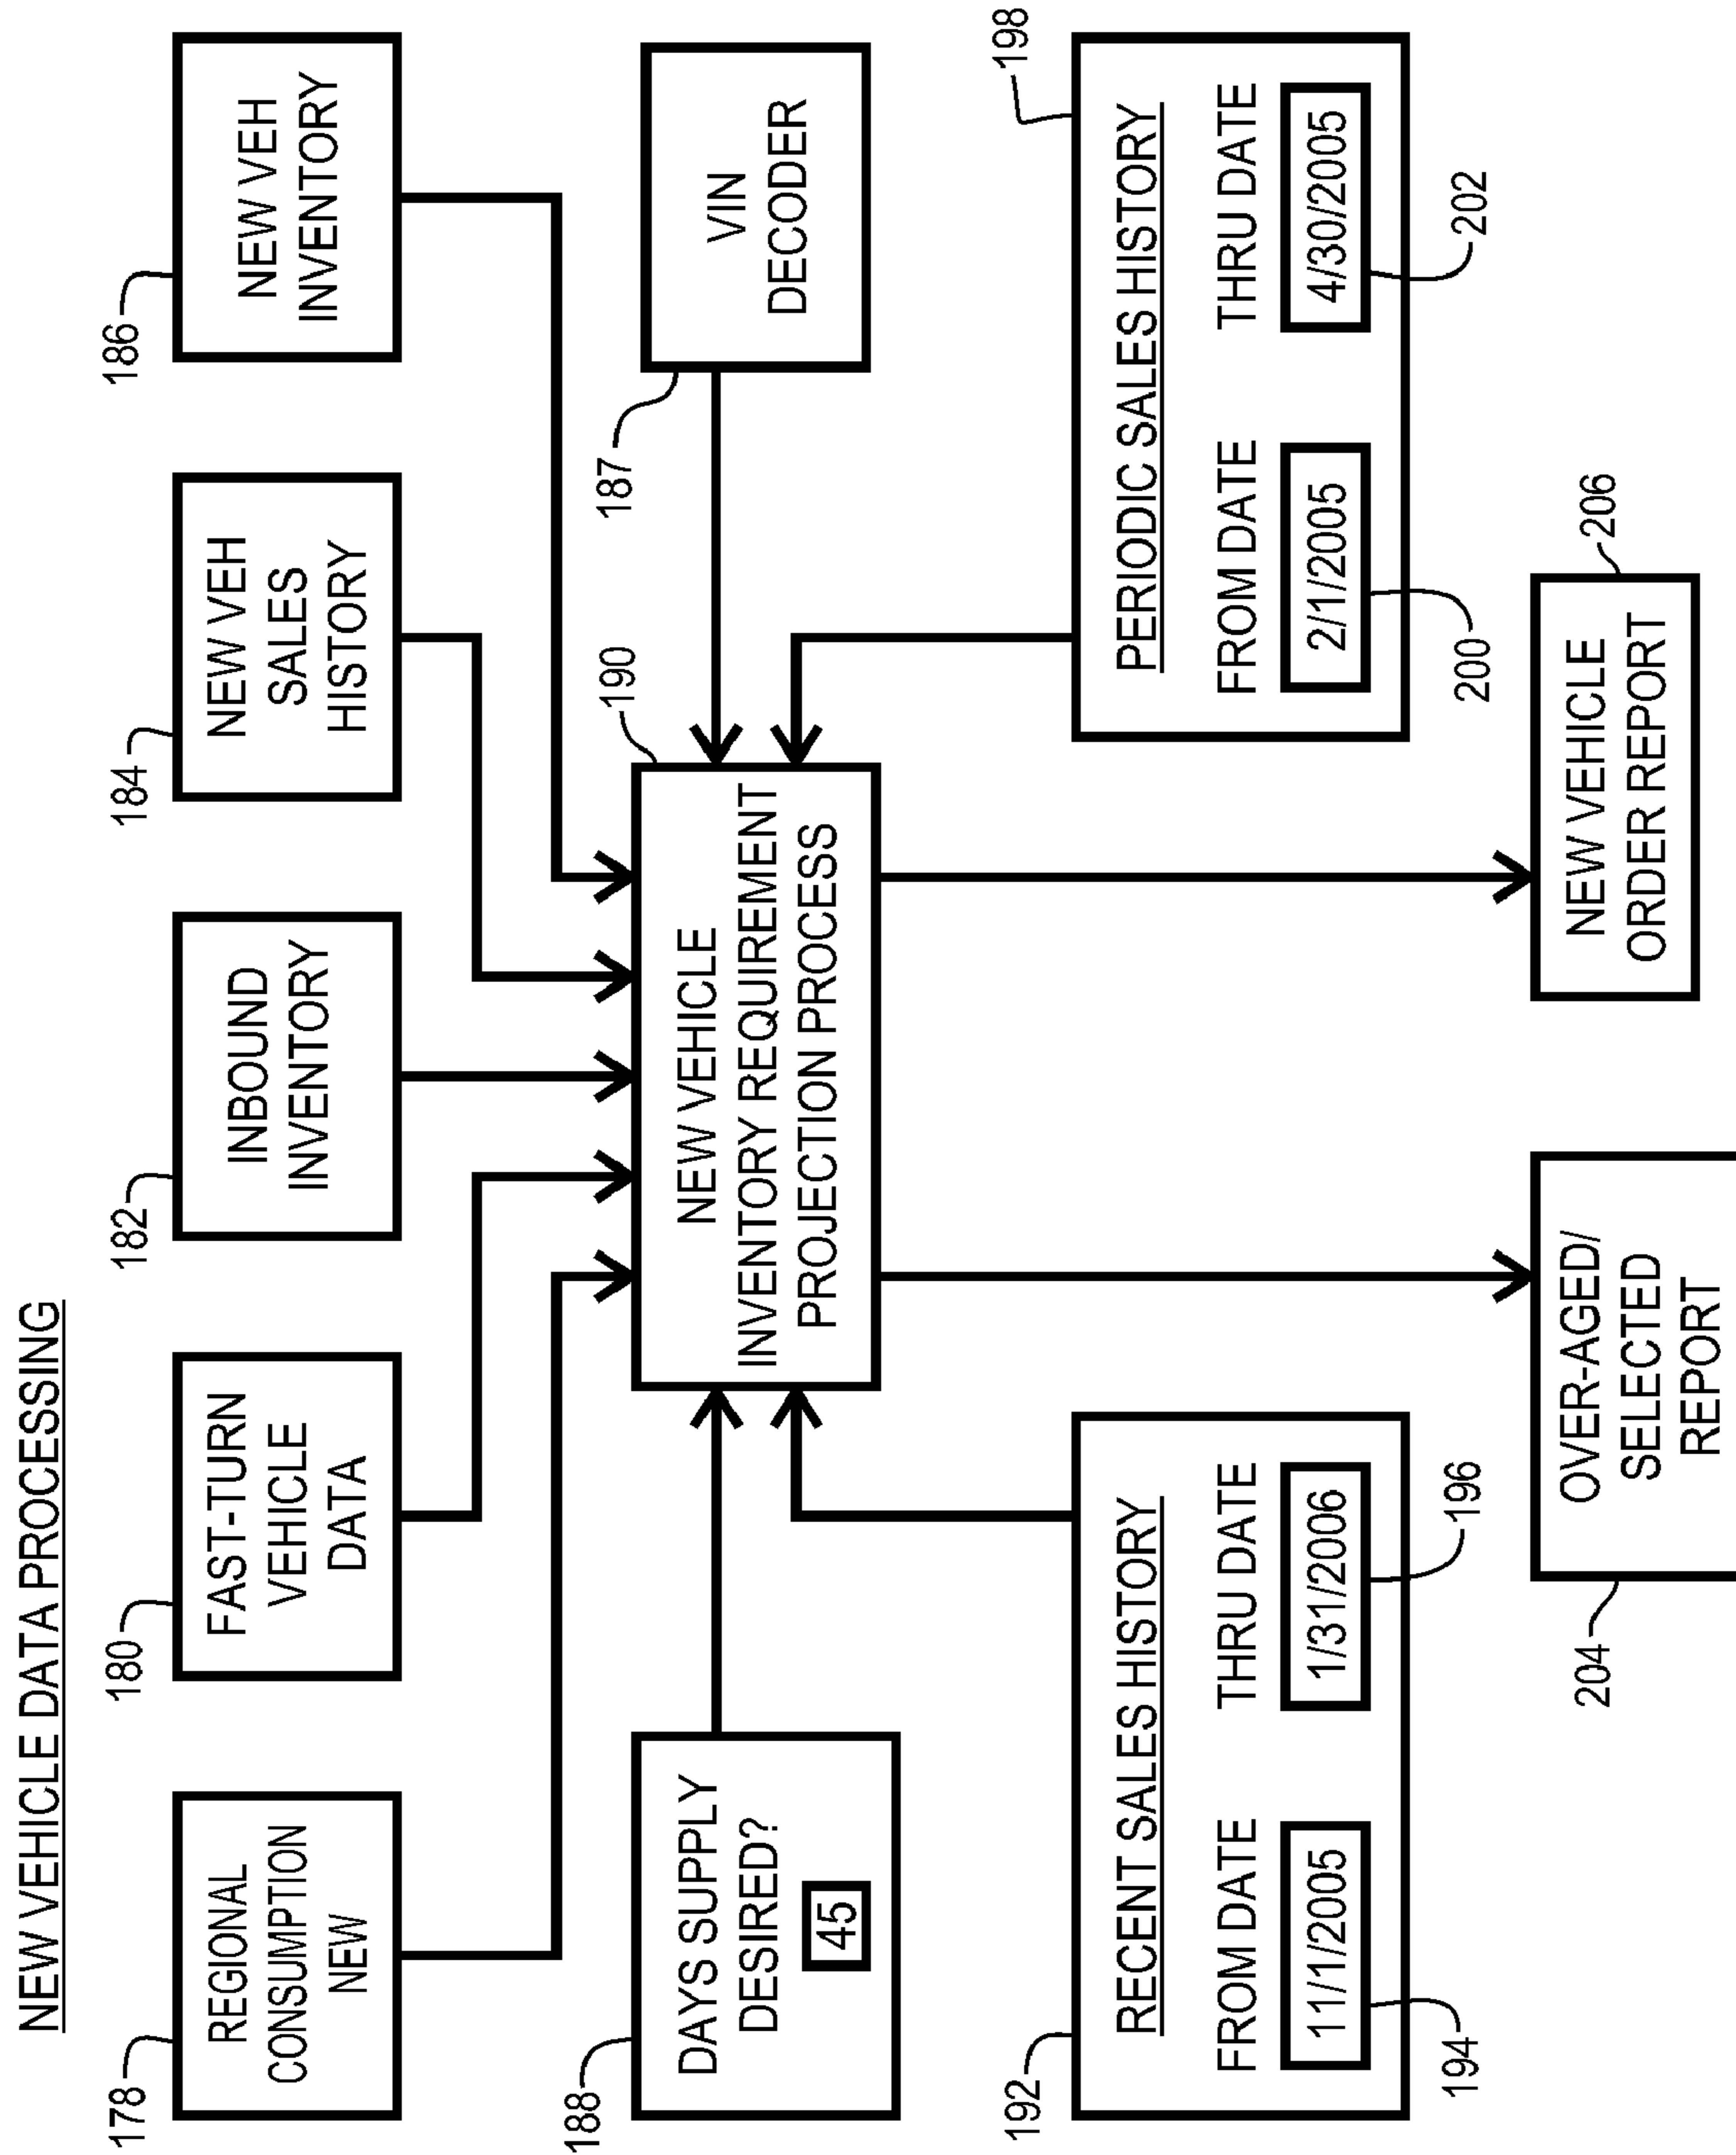 NEW VEHICLE DATA PROCESSING
178
REGIONAL
CONSUMPTION
NEW
180
FAST-TURN
VEHICLE
DATA
182
INBOUND
INVENTORY
184
NEW VEH
SALES
HISTORY
186
NEW VEH
INVENTORY
188
DAYS SUPPLY
DESIRED?
45
190
NEW VEHICLE
INVENTORY REQUIREMENT
PROJECTION PROCESS
187
VIN
DECODER
192
RECENT SALES HISTORY
FROM DATE THRU DATE
11/1/2005 1/31/2006
194 196
198
PERIODIC SALES HISTORY
FROM DATE THRU DATE
2/1/2005 4/30/2005
200 202
204
OVER-AGED/
SELECTED
REPORT
206
NEW VEHICLE
ORDER REPORT